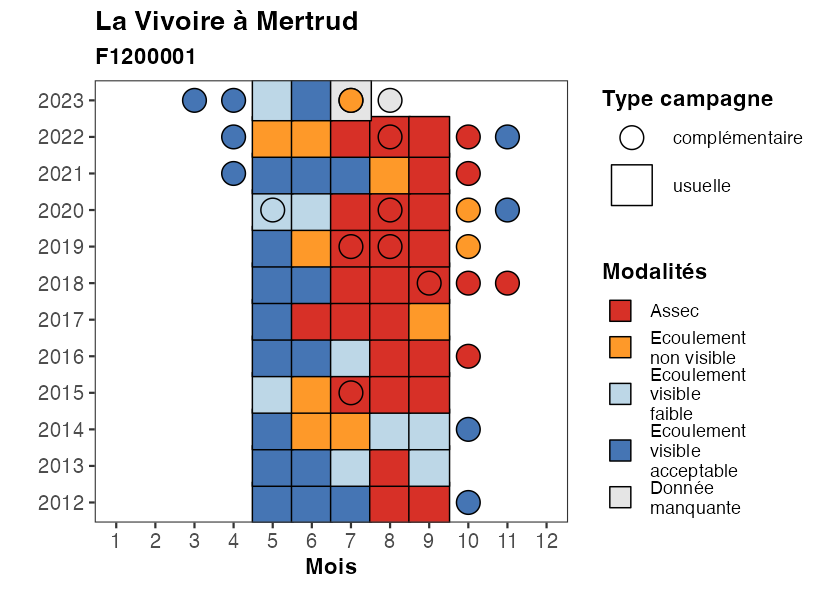 La Vivoire à Mertrud
F1200001
2023
2022
2021
2020
2019
2018
2017
2016
2015
2014
2013
2012
1 2 3 4 5 6 7 8 9 10 11 12
Mois
Type campagne
complémentaire
usuelle
Modalités
Assec
Ecoulement
non visible
Ecoulement
visible
faible
Ecoulement
visible
acceptable
Donnée
manquante